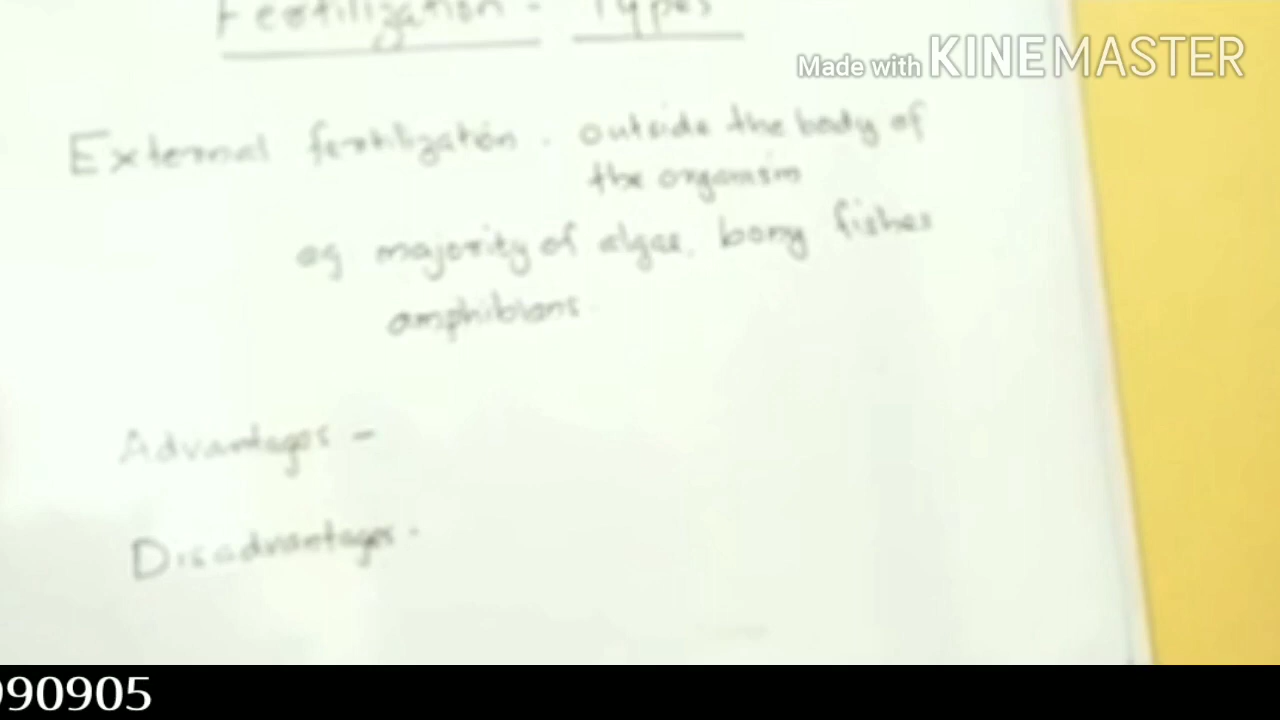 Fertilization - Types
Made with KINEMASTER
External fertilization. outside the body of
the organism
eg majority of algae, bony fishes
amphibians.
Advantages -
Disadvantages.
90905